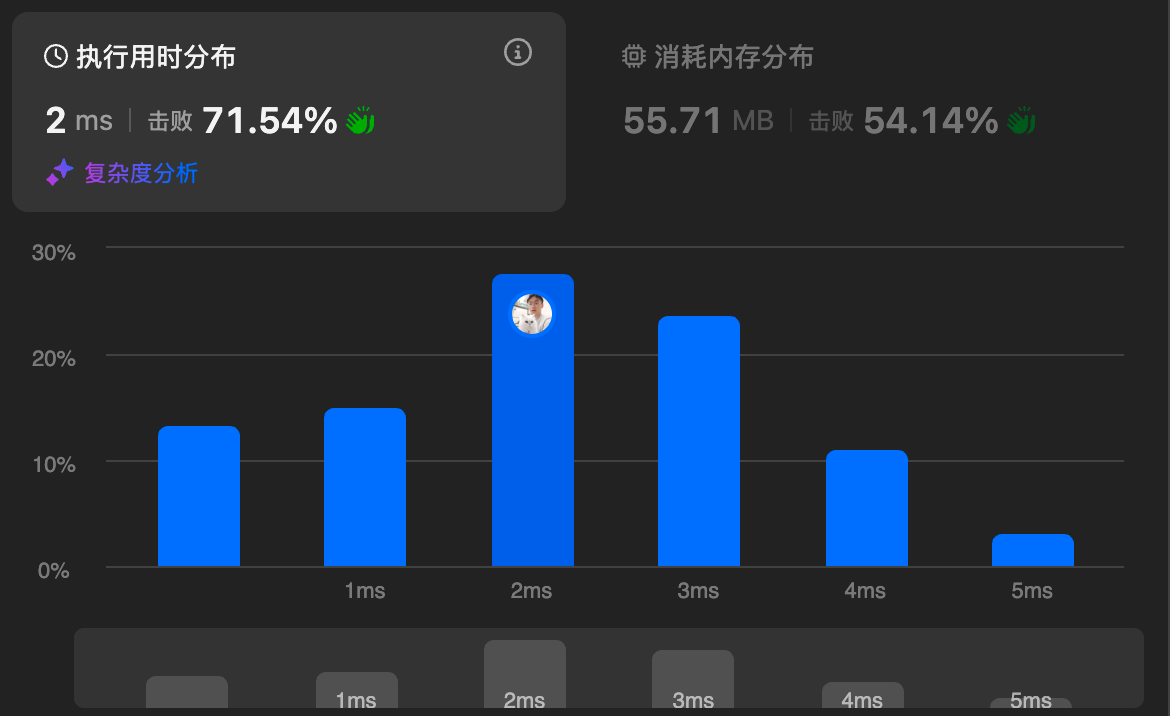 执行用时分布
2 ms | 击败 71.54%
复杂度分析
消耗内存分布
55.71 MB | 击败 54.14%
30%
20%
10%
0%
1ms 2ms 3ms 4ms 5ms
1ms 2ms 3ms 4ms 5ms